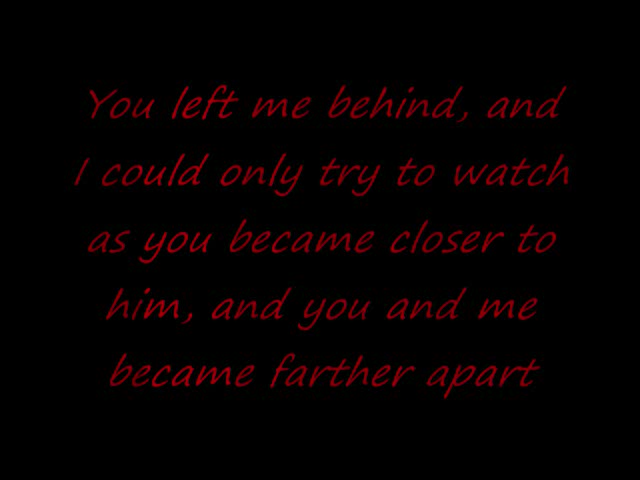 You left me behind, and
I could only try to watch
as you became closer to
him, and you and me
became farther apart